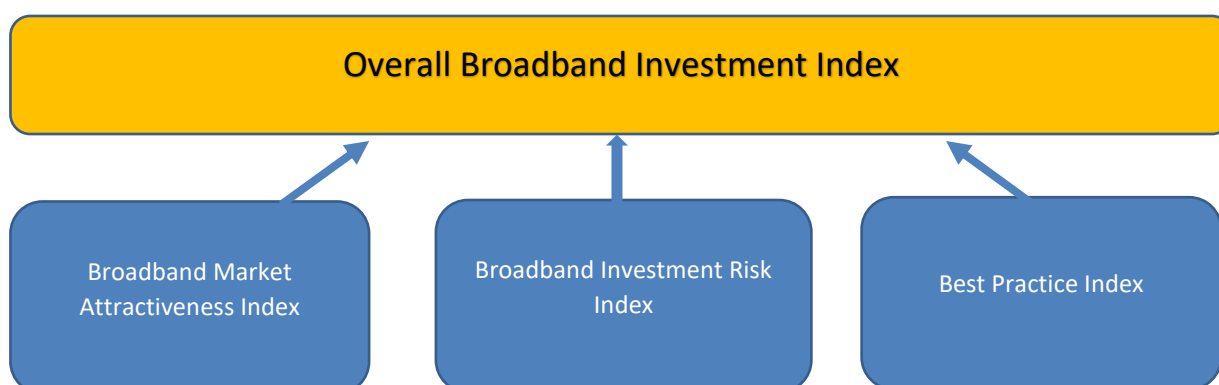 Overall Broadband Investment Index
Broadband Market
Attractiveness Index
Broadband Investment Risk
Index
Best Practice Index